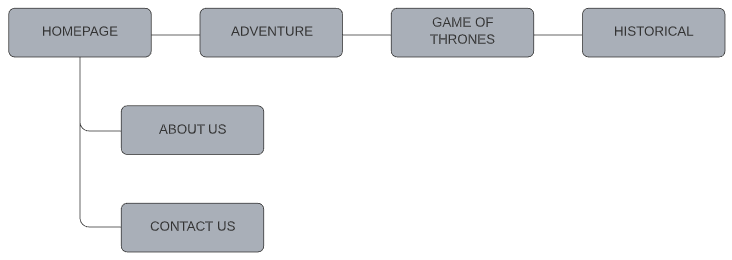 HOMEPAGE
ADVENTURE
GAME OF
THRONES
HISTORICAL
ABOUT US
CONTACT US